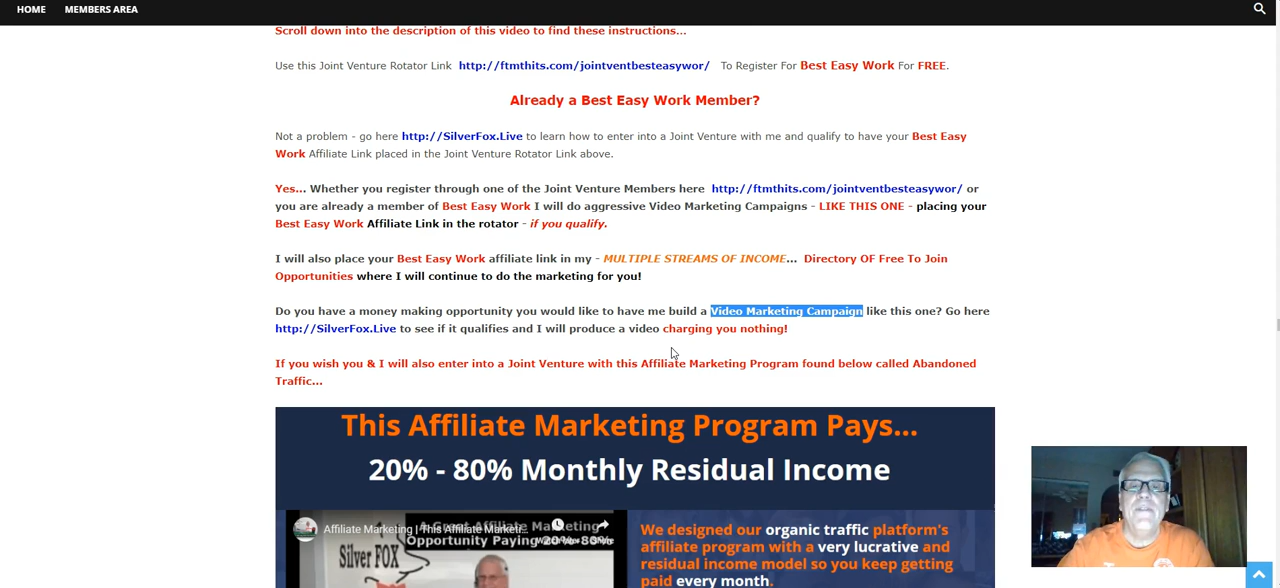 HOME MEMBERS AREA
Scroll down into the description of this video to find these instructions...
Use this Joint Venture Rotator Link http://ftmthits.com/jointventbesteasywor/ To Register For Best Easy Work For FREE.
Already a Best Easy Work Member?
Not a problem - go here http://SilverFox.Live to learn how to enter into a Joint Venture with me and qualify to have your Best Easy
Work Affiliate Link placed in the Joint Venture Rotator Link above.
Yes... Whether you register through one of the Joint Venture Members here http://ftmthits.com/jointventbesteasywor/ or
you are already a member of Best Easy Work I will do aggressive Video Marketing Campaigns - LIKE THIS ONE - placing your
Best Easy Work Affiliate Link in the rotator - if you qualify.
I will also place your Best Easy Work affiliate link in my - MULTIPLE STREAMS OF INCOME... Directory OF Free To Join
Opportunities where I will continue to do the marketing for you!
Do you have a money making opportunity you would like to have me build a Video Marketing Campaign like this one? Go here
http://SilverFox.Live to see if it qualifies and I will produce a video charging you nothing!
If you wish you & I will also enter into a Joint Venture with this Affiliate Marketing Program found below called Abandoned
Traffic...
This Affiliate Marketing Program Pays...
20% - 80% Monthly Residual Income
Affiliate Marketing | This Affiliate Marketi...
Opportunity Paying 20%
Silver FOX
We designed our organic traffic platform's
affiliate program with a very lucrative and
residual income model so you keep getting
paid every month.